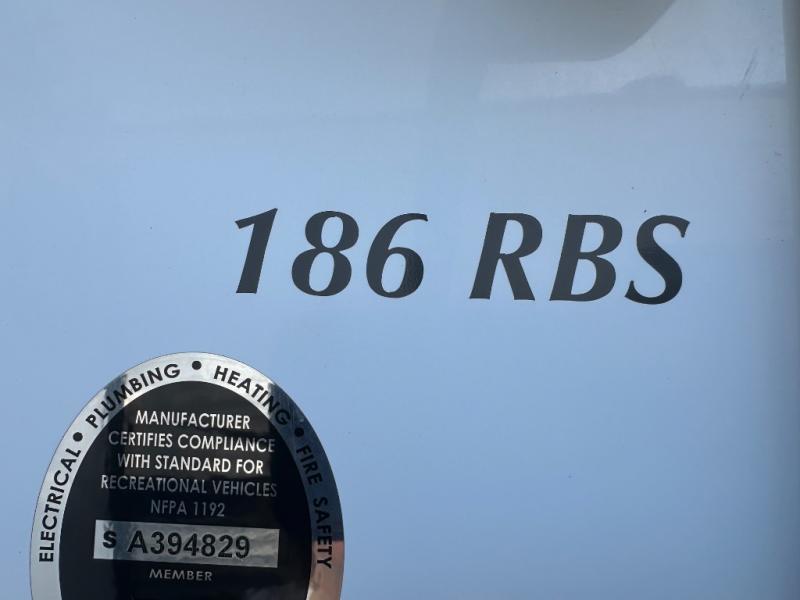 186 RBS
ELECTRICAL • PLUMBING • HEATING • FIRE SAFETY
MANUFACTURER
CERTIFIES COMPLIANCE
WITH STANDARD FOR
RECREATIONAL VEHICLES
NFPA 1192
S A394829
MEMBER